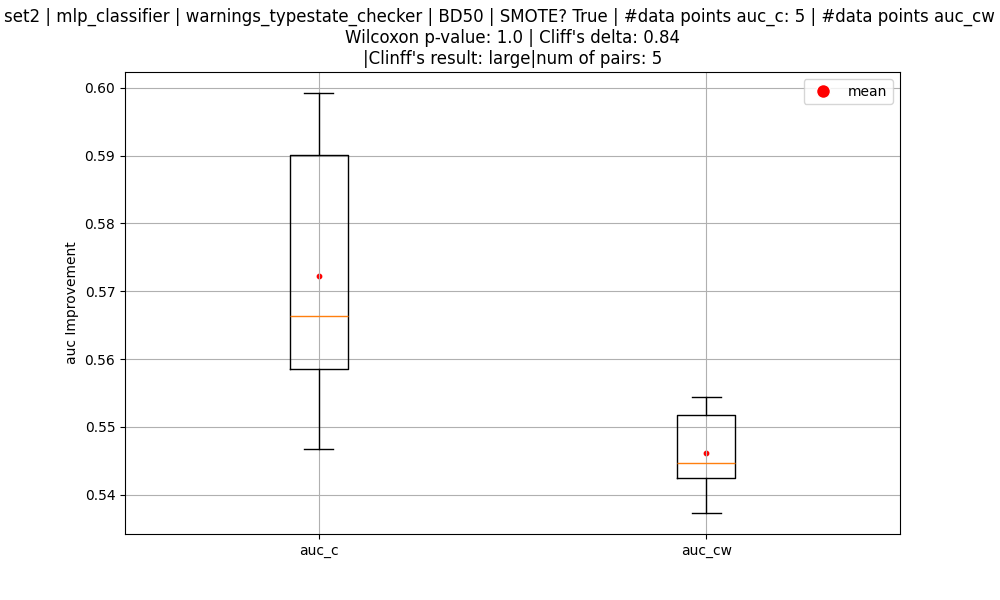 set2 | mlp_classifier | warnings_typestate_checker | BD50 | SMOTE? True | #data points auc_c: 5 | #data points auc_cw
Wilcoxon p-value: 1.0 | Cliff's delta: 0.84
|Clinff's result: large|num of pairs: 5
mean
0.60
0.59
0.58
0.57
0.56
0.55
0.54
auc Improvement
auc_c
auc_cw